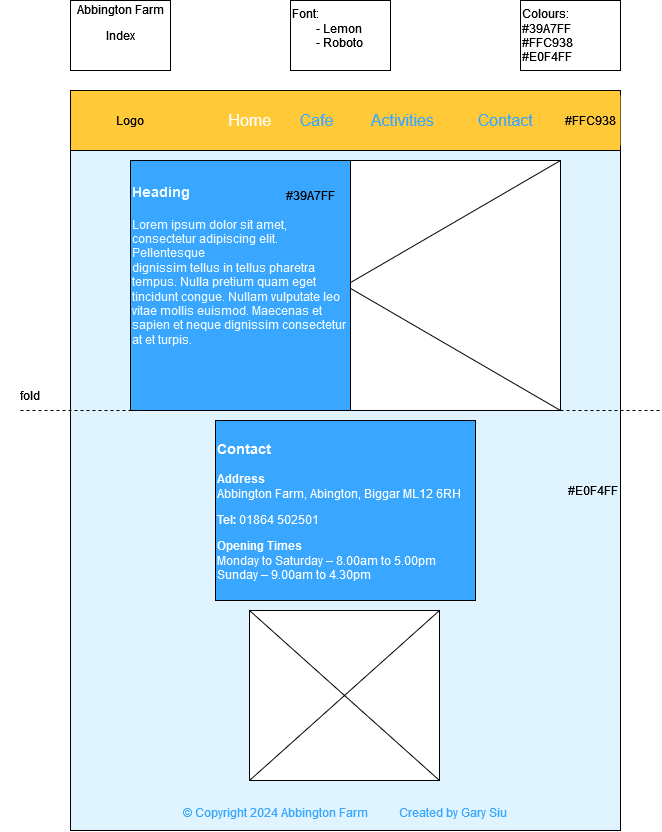 Abbington Farm
Index
Font:
- Lemon
- Roboto
Colours:
#39A7FF
#FFC938
#E0F4FF
Logo
Home
Cafe
Activities
Contact
#FFC938
Heading
#39A7FF
Lorem ipsum dolor sit amet,
consectetur adipiscing elit.
Pellentesque
dignissim tellus in tellus pharetra
tempus. Nulla pretium quam eget
tincidunt congue. Nullam vulputate leo
vitae mollis euismod. Maecenas et
sapien et neque dignissim consectetur
at et turpis.
fold
Contact
Address
Abbington Farm, Abington, Biggar ML12 6RH
Tel: 01864 502501
Opening Times
Monday to Saturday – 8.00am to 5.00pm
Sunday – 9.00am to 4.30pm
#E0F4FF
© Copyright 2024 Abbington Farm
Created by Gary Siu